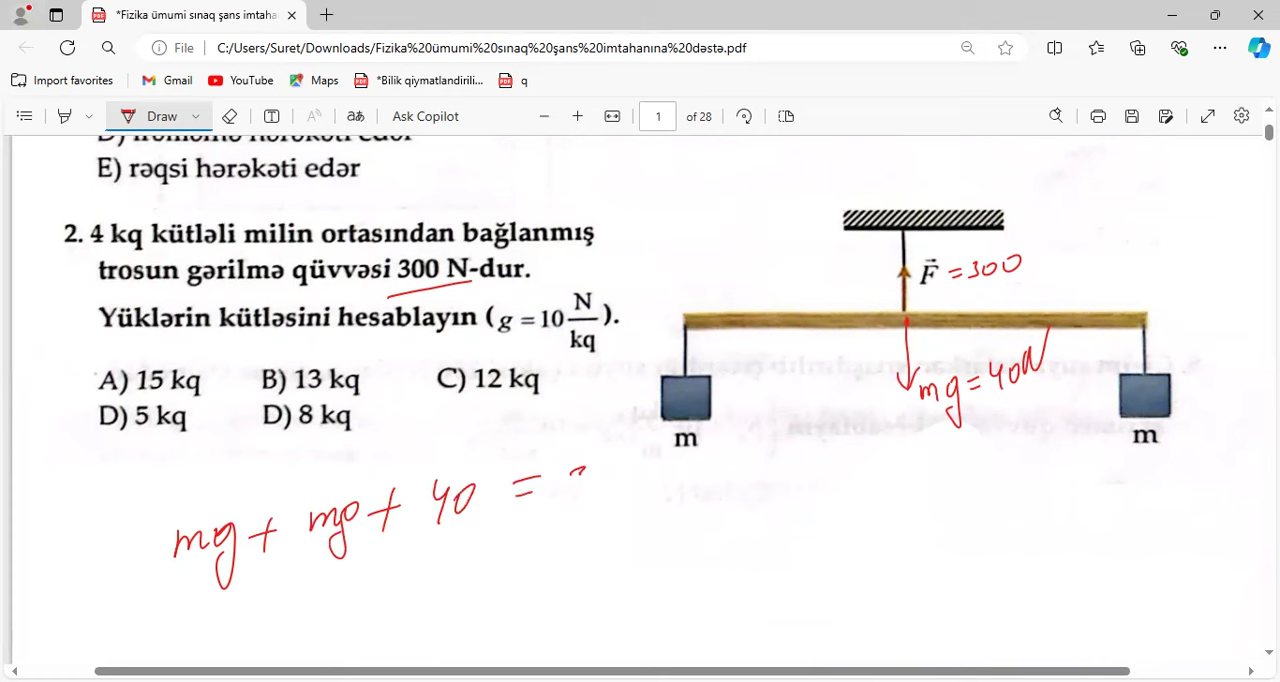 *Fizika ümumi sınaq şans imtaha
File C:/Users/Suret/Downloads/Fizika%20ümumi%20sınaq%20şans%20imtahanına%20dəstə.pdf
Import favorites Gmail YouTube Maps *Bilik qiymatlandirili... q
Draw aあ Ask Copilot 1 of 28
E) rəqsi hərəkəti edər
2. 4 kq kütləli milin ortasından bağlanmış
trosun gərilmə qüvvəsi 300 N-dur.
Yüklərin kütləsini hesablayın (g = 10 N/kq).
A) 15 kq B) 13 kq C) 12 kq
D) 5 kq D) 8 kq
F = 300
mg = 40N
m
m
mg + mg + 40 =